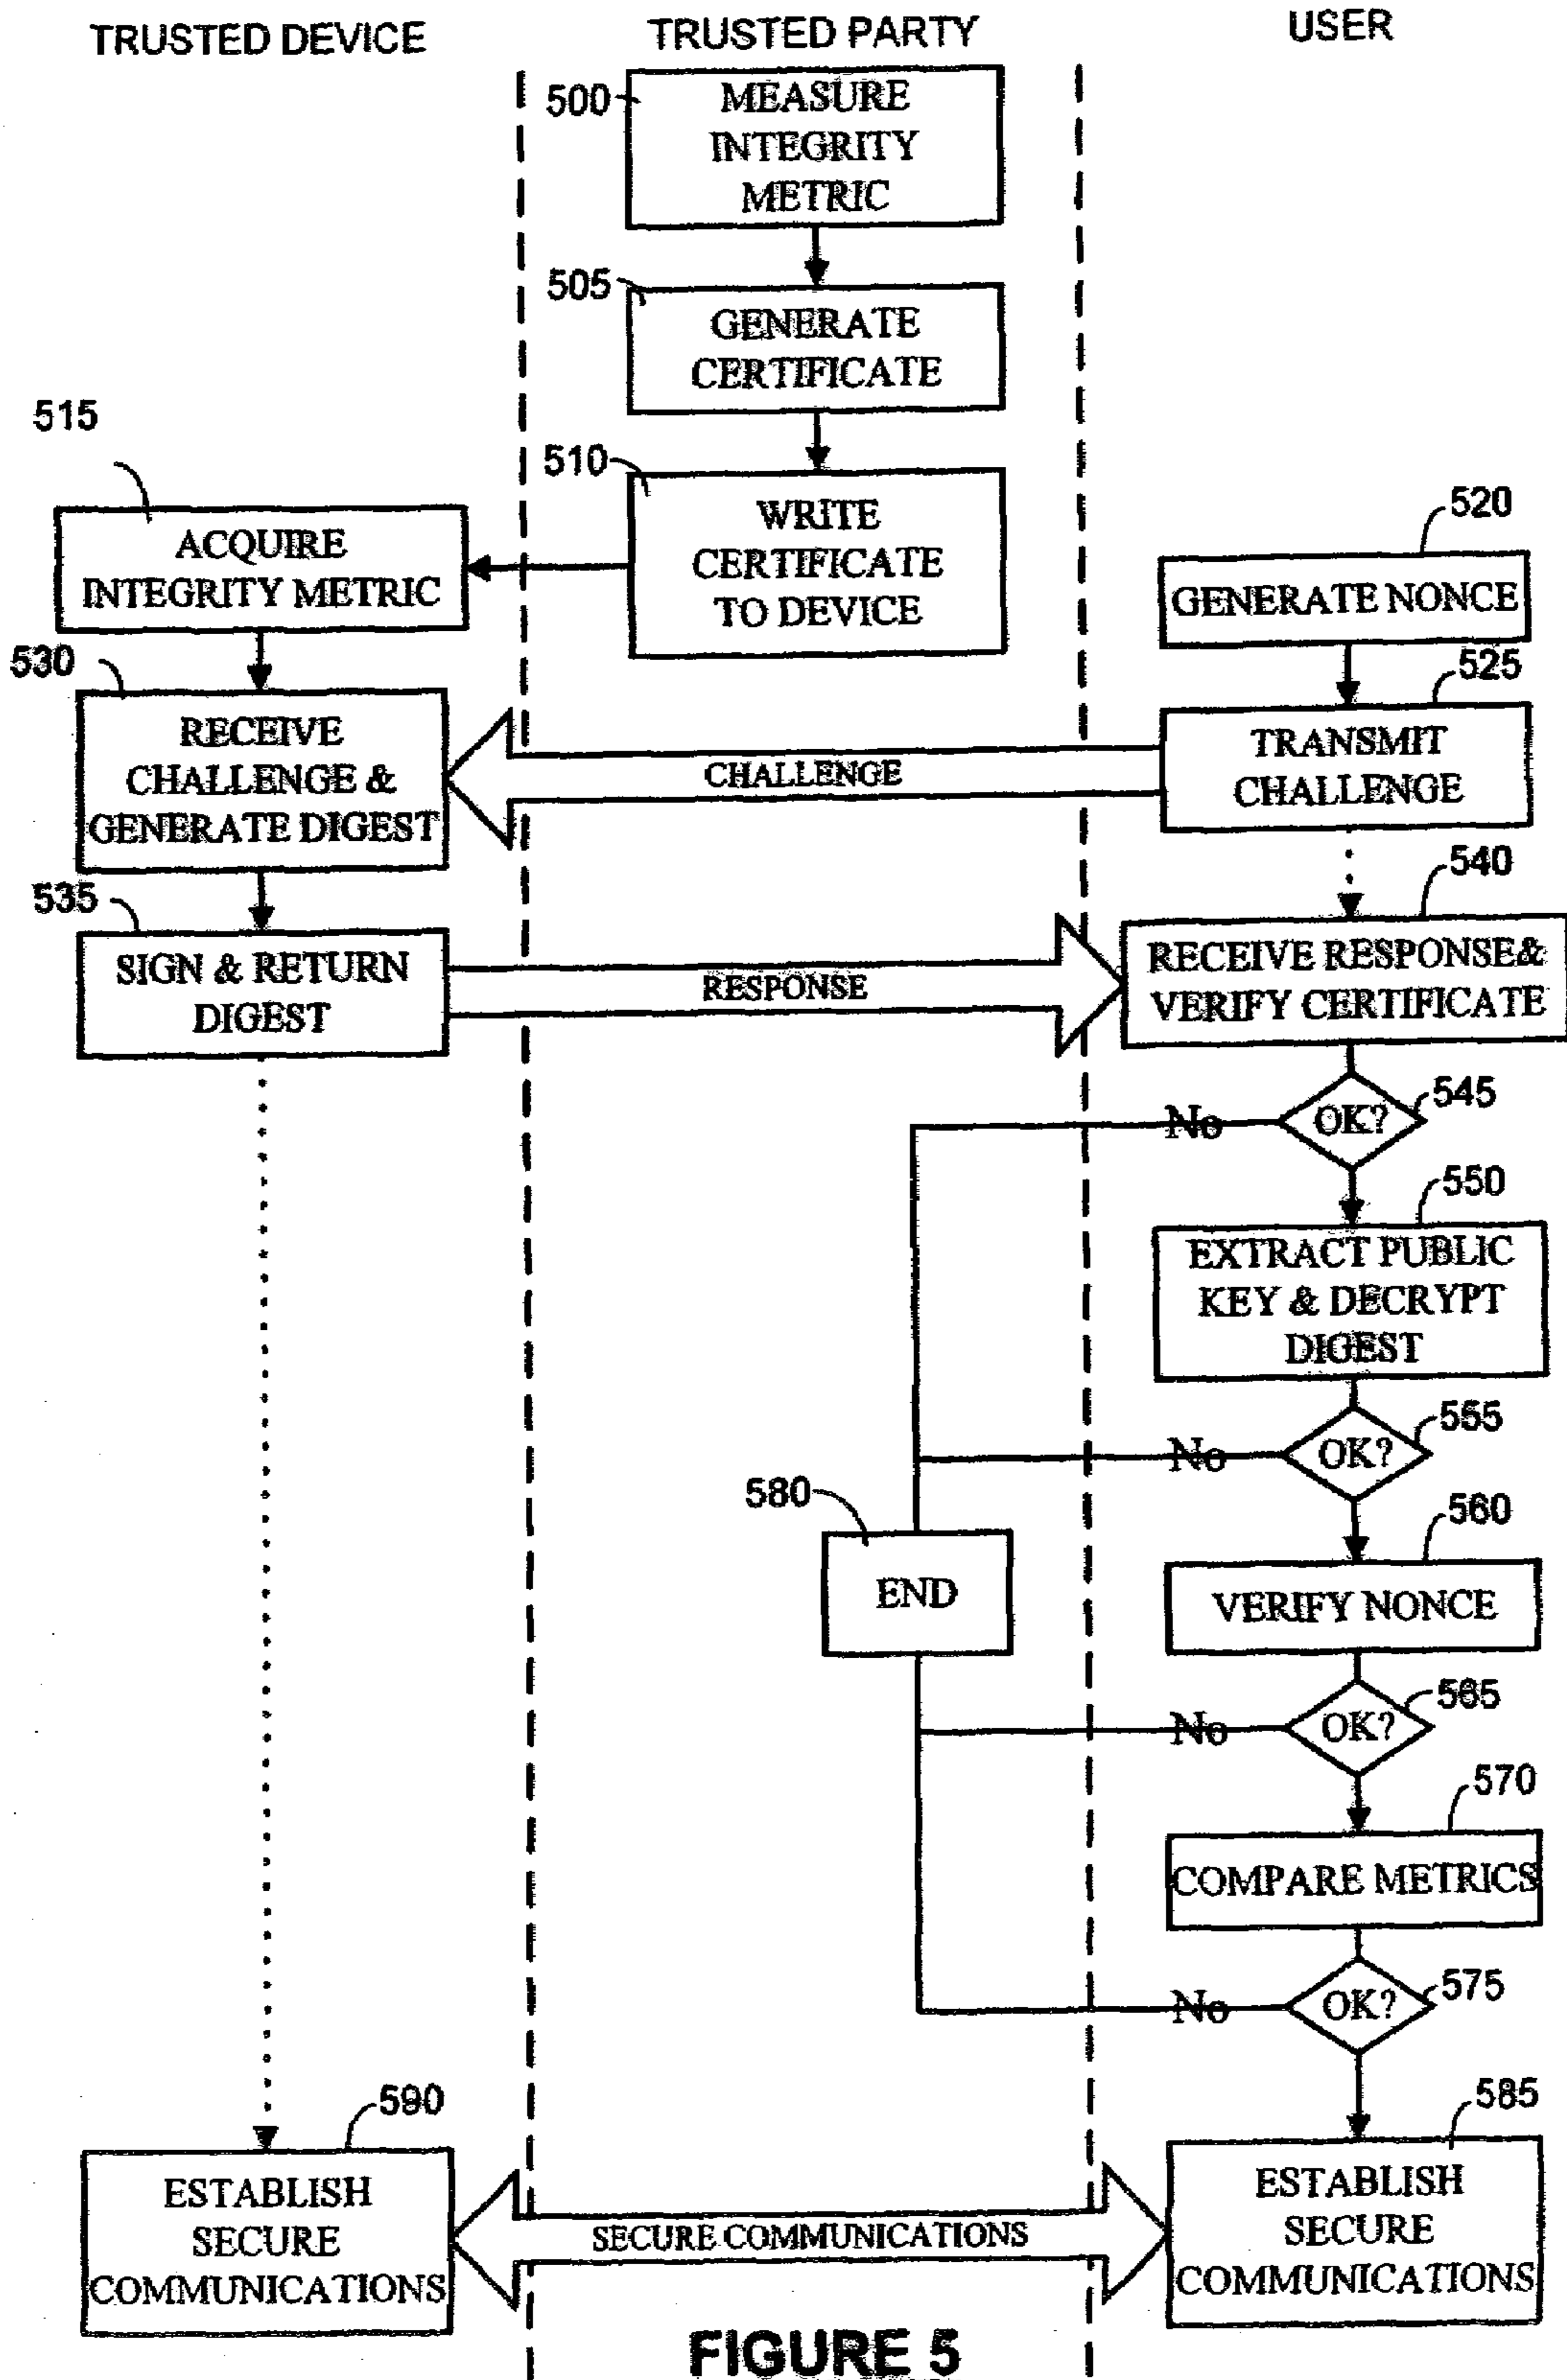 TRUSTED DEVICE
TRUSTED PARTY
USER
500
MEASURE
INTEGRITY
METRIC
505
GENERATE
CERTIFICATE
510
WRITE
CERTIFICATE
TO DEVICE
515
ACQUIRE
INTEGRITY METRIC
520
GENERATE NONCE
525
TRANSMIT
CHALLENGE
CHALLENGE
530
RECEIVE
CHALLENGE &
GENERATE DIGEST
535
SIGN & RETURN
DIGEST
RESPONSE
540
RECEIVE RESPONSE&
VERIFY CERTIFICATE
545
OK?
No
550
EXTRACT PUBLIC
KEY & DECRYPT
DIGEST
555
OK?
No
580
END
560
VERIFY NONCE
565
OK?
No
570
COMPARE METRICS
575
OK?
No
590
ESTABLISH
SECURE
COMMUNICATIONS
SECURE COMMUNICATIONS
585
ESTABLISH
SECURE
COMMUNICATIONS
FIGURE 5